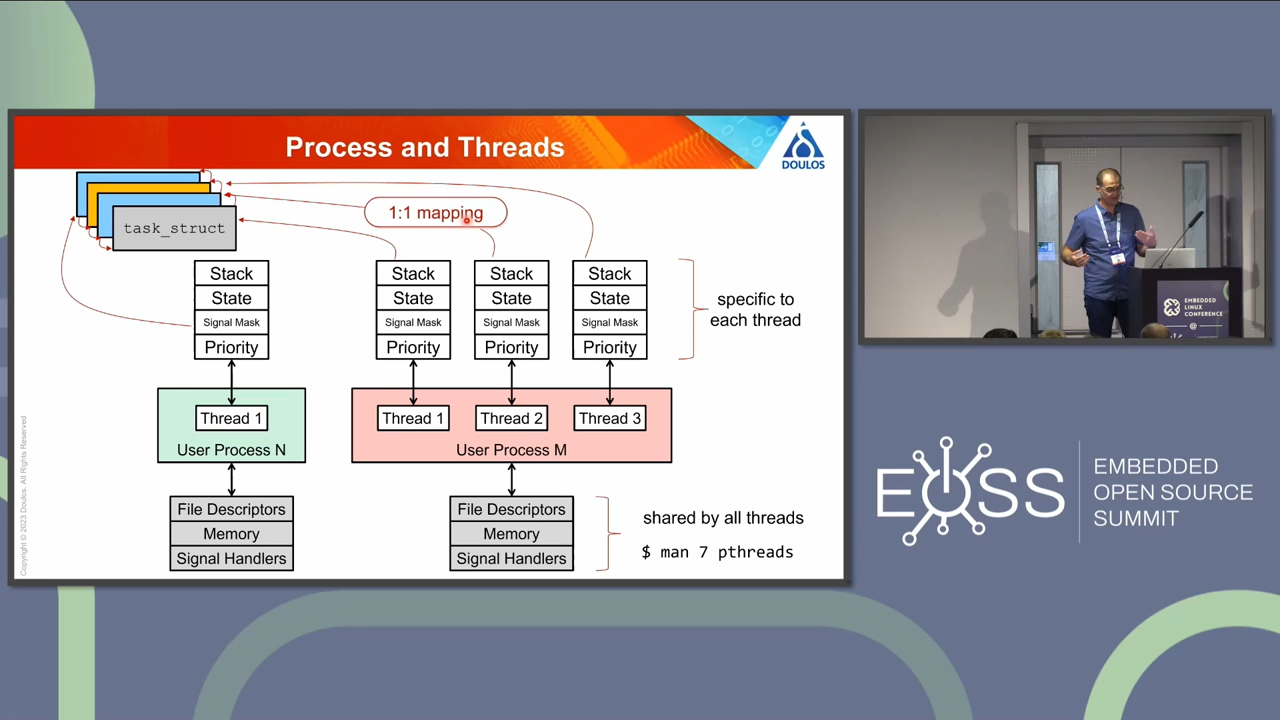 Process and Threads
DOULOS
1:1 mapping
task_struct
Stack
State
Signal Mask
Priority
Stack
State
Signal Mask
Priority
Stack
State
Signal Mask
Priority
Stack
State
Signal Mask
Priority
specific to
each thread
Thread 1
User Process N
Thread 1
Thread 2
Thread 3
User Process M
File Descriptors
Memory
Signal Handlers
File Descriptors
Memory
Signal Handlers
shared by all threads
$ man 7 pthreads
Copyright © 2023 Doulos. All Rights Reserved
EMBEDDED
LINUX
CONFERENCE
@
EOSS
EMBEDDED
OPEN SOURCE
SUMMIT